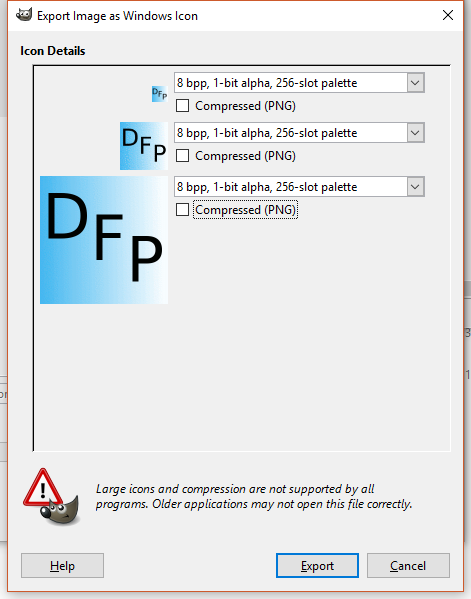 Export Image as Windows Icon
Icon Details
DFP
8 bpp, 1-bit alpha, 256-slot palette
Compressed (PNG)
DFP
8 bpp, 1-bit alpha, 256-slot palette
Compressed (PNG)
DFP
8 bpp, 1-bit alpha, 256-slot palette
Compressed (PNG)
Large icons and compression are not supported by all
programs. Older applications may not open this file correctly.
Help
Export
Cancel